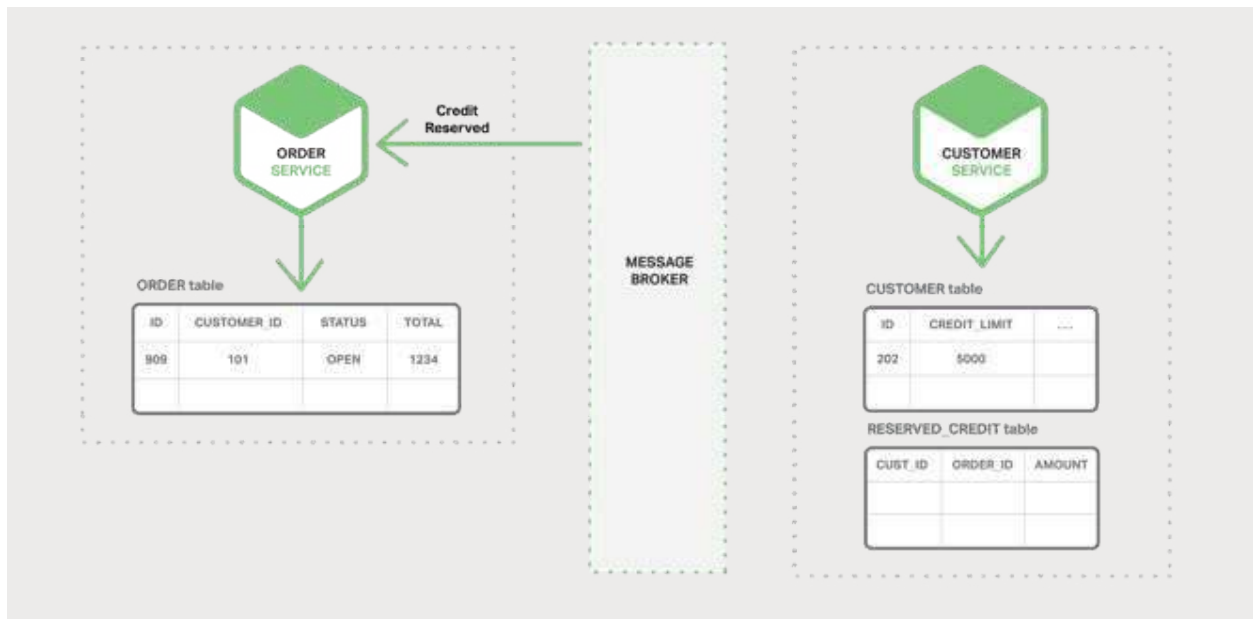 Credit
Reserved
ORDER
SERVICE
CUSTOMER
SERVICE
MESSAGE
BROKER
ORDER table
ID CUSTOMER_ID STATUS TOTAL
909 101 OPEN 1234
CUSTOMER table
ID CREDIT_LIMIT ....
202 5000
RESERVED_CREDIT table
CUST_ID ORDER_ID AMOUNT